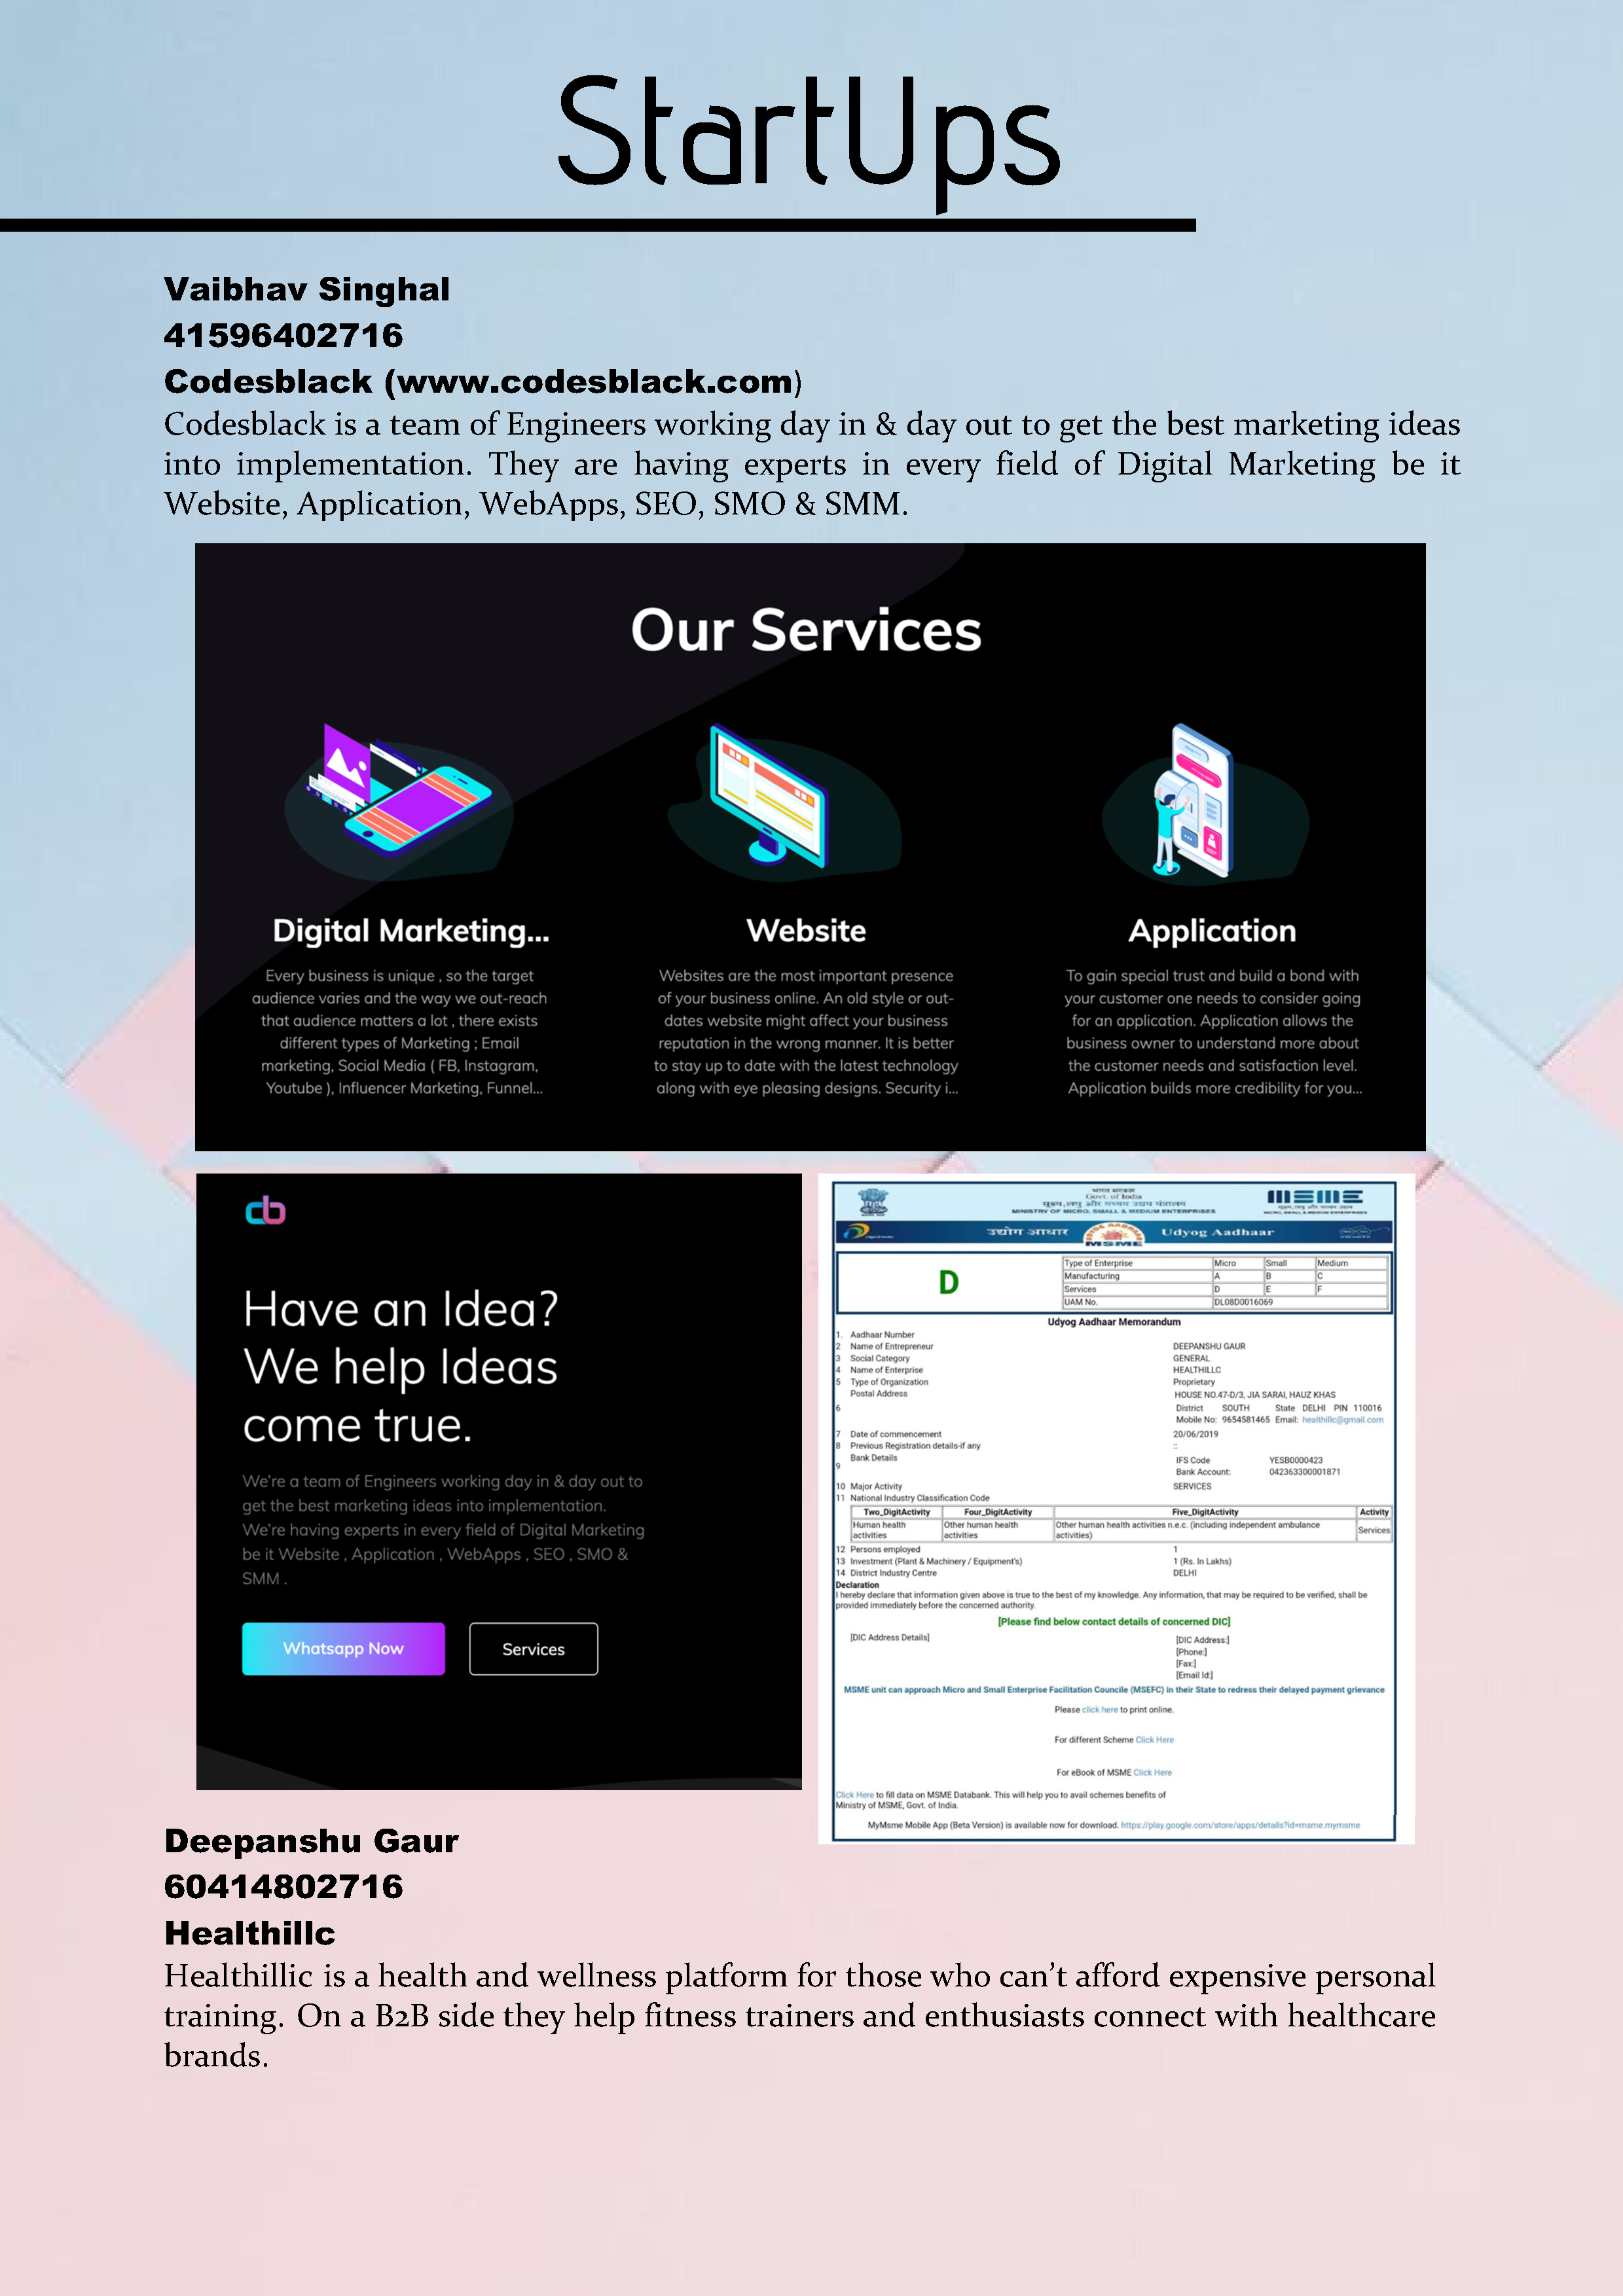 StartUps
Vaibhav Singhal
41596402716
Codesblack (www.codesblack.com)
Codesblack is a team of Engineers working day in & day out to get the best marketing ideas
into implementation. They are having experts in every field of Digital Marketing be it
Website, Application, WebApps, SEO, SMO & SMM.
Our Services
Digital Marketing...
Every business is unique , so the target
audience varies and the way we out-reach
that audience matters a lot , there exists
different types of Marketing ; Email
marketing, Social Media ( FB, Instagram,
Youtube ), Influencer Marketing, Funnel...
Website
Websites are the most important presence
of your business online. An old style or out-
dates website might affect your business
reputation in the wrong manner. It is better
to stay up to date with the latest technology
along with eye pleasing designs. Security i...
Application
To gain special trust and build a bond with
your customer one needs to consider going
for an application. Application allows the
business owner to understand more about
the customer needs and satisfaction level.
Application builds more credibility for you...
cb
Have an Idea?
We help Ideas
come true.
We're a team of Engineers working day in & day out to
get the best marketing ideas into implementation.
We're having experts in every field of Digital Marketing
be it Website , Application , WebApps , SEO , SMO &
SMM .
Whatsapp Now Services
भारत सरकार
Govt. of India
सूक्ष्म, लघु और मध्यम उद्यम मंत्रालय
MINISTRY OF MICRO, SMALL & MEDIUM ENTERPRISES
MSME
MICRO, SMALL & MEDIUM ENTERPRISES
उद्योग आधार MSME Udyog Aadhaar
D
Type of Enterprise Micro Small Medium
Manufacturing A B C
Services D E F
UAM No. DL08D0016069
Udyog Aadhaar Memorandum
1. Aadhaar Number
2 Name of Entrepreneur DEEPANSHU GAUR
3 Social Category GENERAL
4 Name of Enterprise HEALTHILLC
5 Type of Organization Proprietary
Postal Address HOUSE NO.47-D/3, JIA SARAI, HAUZ KHAS
6 District SOUTH State DELHI PIN 110016
Mobile No: 9654581465 Email: healthillc@gmail.com
7 Date of commencement 20/06/2019
8 Previous Registration details-if any ::
Bank Details
9 IFS Code YESB0000423
Bank Account: 042363300001871
10 Major Activity SERVICES
11 National Industry Classification Code
Two_DigitActivity Four_DigitActivity Five_DigitActivity Activity
Human health activities Other human health activities Other human health activities n.e.c. (including independent ambulance activities) Services
12 Persons employed 1
13 Investment (Plant & Machinery / Equipment's) 1 (Rs. In Lakhs)
14 District Industry Centre DELHI
Declaration
I hereby declare that information given above is true to the best of my knowledge. Any information, that may be required to be verified, shall be
provided immediately before the concerned authority.
[Please find below contact details of concerned DIC]
[DIC Address Details] [DIC Address:]
[Phone:]
[Fax:]
[Email Id:]
MSME unit can approach Micro and Small Enterprise Facilitation Councile (MSEFC) in their State to redress their delayed payment grievance
Please click here to print online.
For different Scheme Click Here
For eBook of MSME Click Here
Click Here to fill data on MSME Databank. This will help you to avail schemes benefits of
Ministry of MSME, Govt. of India.
MyMsme Mobile App (Beta Version) is available now for download. https://play.google.com/store/apps/details?id=msme.mymsme
Deepanshu Gaur
60414802716
Healthillc
Healthillic is a health and wellness platform for those who can’t afford expensive personal
training. On a B2B side they help fitness trainers and enthusiasts connect with healthcare
brands.